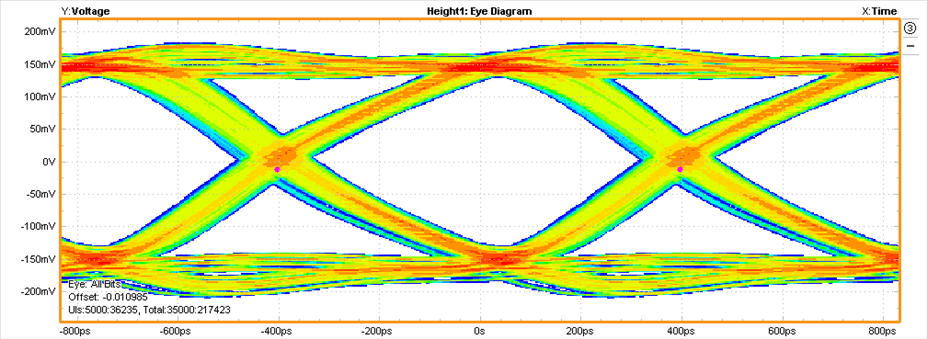 Y:Voltage Height1: Eye Diagram X:Time
200mV
③
150mV
100mV
50mV
0V
-50mV
-100mV
-150mV
-200mV
Eye: All Bits
Offset: -0.010985
UIs:5000:36235, Total:35000:217423
-800ps -600ps -400ps -200ps 0s 200ps 400ps 600ps 800ps